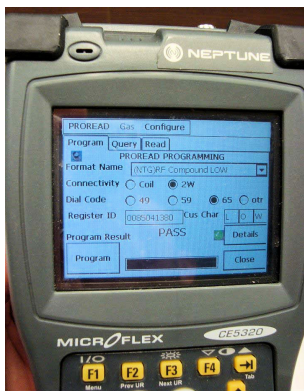 NEPTUNE
PROREAD Gas Configure
Program Query Read
PROREAD PROGRAMMING
Format Name (NTG)RF Compound LOW
Connectivity Coil 2W
Dial Code 49 59 65 otr
Register ID 0085041380 Cus Char L O W
Program Result PASS Details
Program Close
MICROFLEX CE5320
I/O
F1 F2 F3 F4
Menu Prev UR Next UR Tab